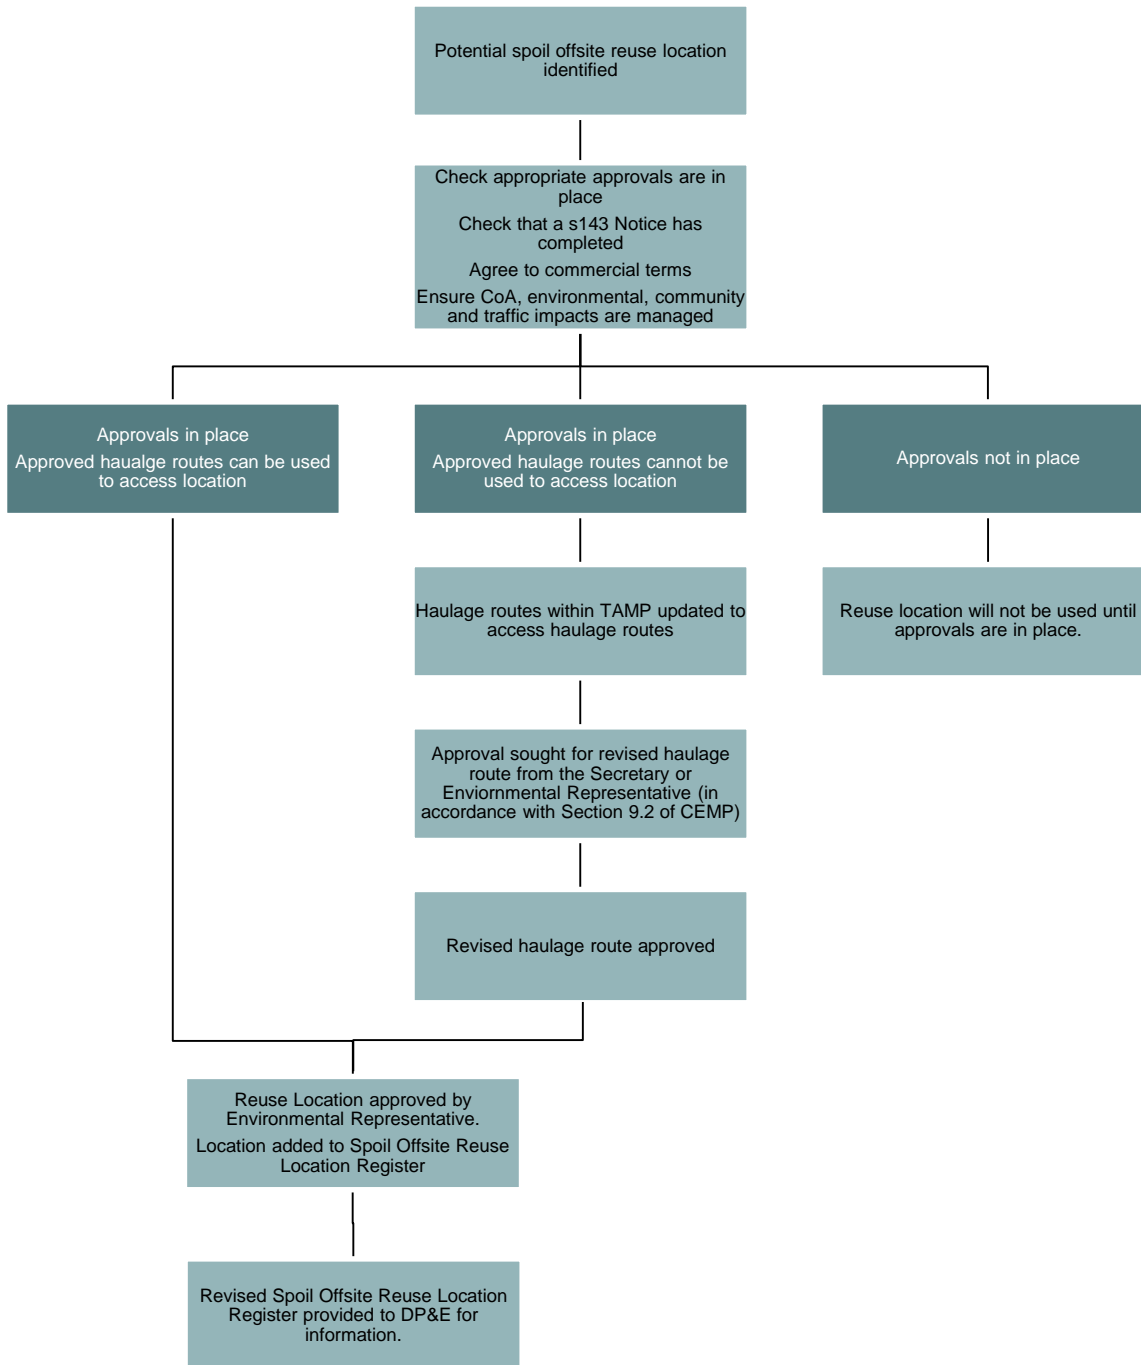 Potential spoil offsite reuse location
identified
Check appropriate approvals are in
place
Check that a s143 Notice has
completed
Agree to commercial terms
Ensure CoA, environmental, community
and traffic impacts are managed
Approvals in place
Approved haualge routes can be used
to access location
Approvals in place
Approved haulage routes cannot be
used to access location
Approvals not in place
Haulage routes within TAMP updated to
access haulage routes
Reuse location will not be used until
approvals are in place.
Approval sought for revised haulage
route from the Secretary or
Enviornmental Representative (in
accordance with Section 9.2 of CEMP)
Revised haulage route approved
Reuse Location approved by
Environmental Representative.
Location added to Spoil Offsite Reuse
Location Register
Revised Spoil Offsite Reuse Location
Register provided to DP&E for
information.